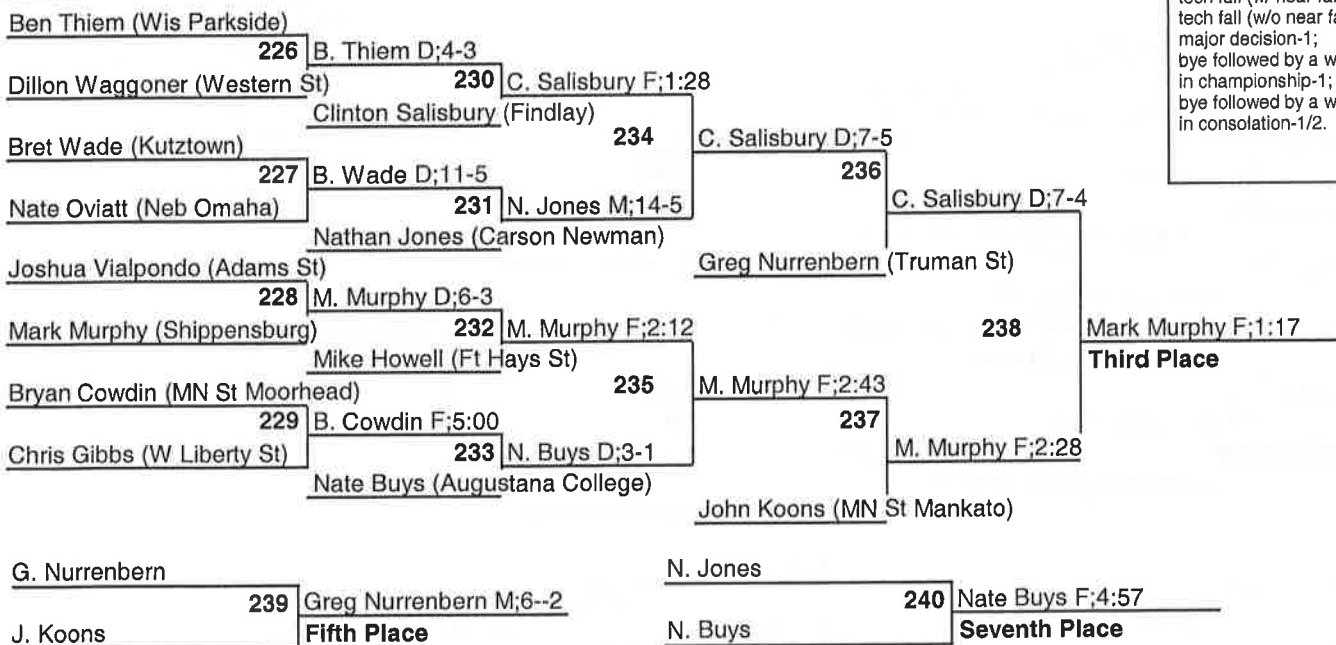 tech fall (w/o near fa
major decision-1;
bye followed by a w
in championship-1;
bye followed by a w
in consolation-1/2.
Ben Thiem (Wis Parkside)
226 B. Thiem D;4-3
Dillon Waggoner (Western St)
230 C. Salisbury F;1:28
Clinton Salisbury (Findlay)
234 C. Salisbury D;7-5
Bret Wade (Kutztown)
227 B. Wade D;11-5
Nate Oviatt (Neb Omaha)
231 N. Jones M;14-5
Nathan Jones (Carson Newman)
236 C. Salisbury D;7-4
Greg Nurrenbern (Truman St)
Joshua Vialpondo (Adams St)
228 M. Murphy D;6-3
Mark Murphy (Shippensburg)
232 M. Murphy F;2:12
Mike Howell (Ft Hays St)
238 Mark Murphy F;1:17
Third Place
Bryan Cowdin (MN St Moorhead)
235 M. Murphy F;2:43
229 B. Cowdin F;5:00
Chris Gibbs (W Liberty St)
233 N. Buys D;3-1
Nate Buys (Augustana College)
237 M. Murphy F;2:28
John Koons (MN St Mankato)
G. Nurrenbern
239 Greg Nurrenbern M;6--2
J. Koons
Fifth Place
N. Jones
240 Nate Buys F;4:57
N. Buys
Seventh Place